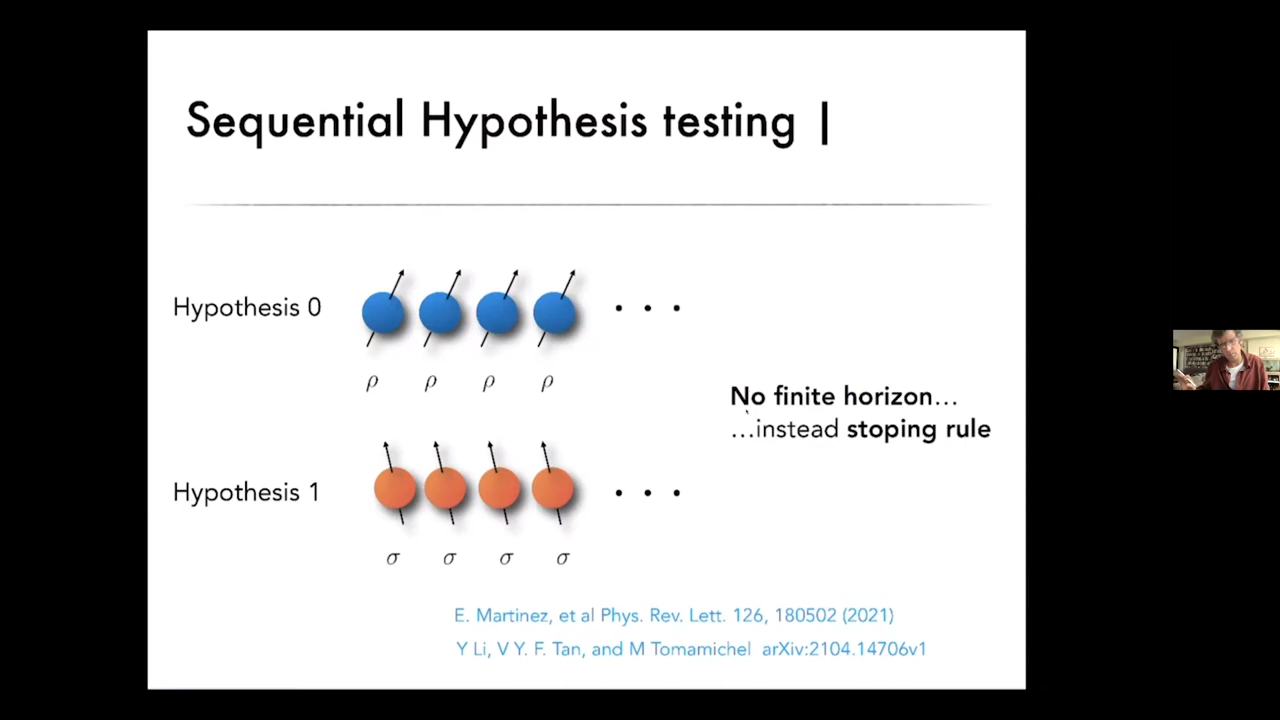 Sequential Hypothesis testing |
Hypothesis 0
ρ ρ ρ ρ
No finite horizon...
...instead stoping rule
Hypothesis 1
σ σ σ σ
E. Martinez, et al Phys. Rev. Lett. 126, 180502 (2021)
Y Li, V Y. F. Tan, and M Tomamichel arXiv:2104.14706v1